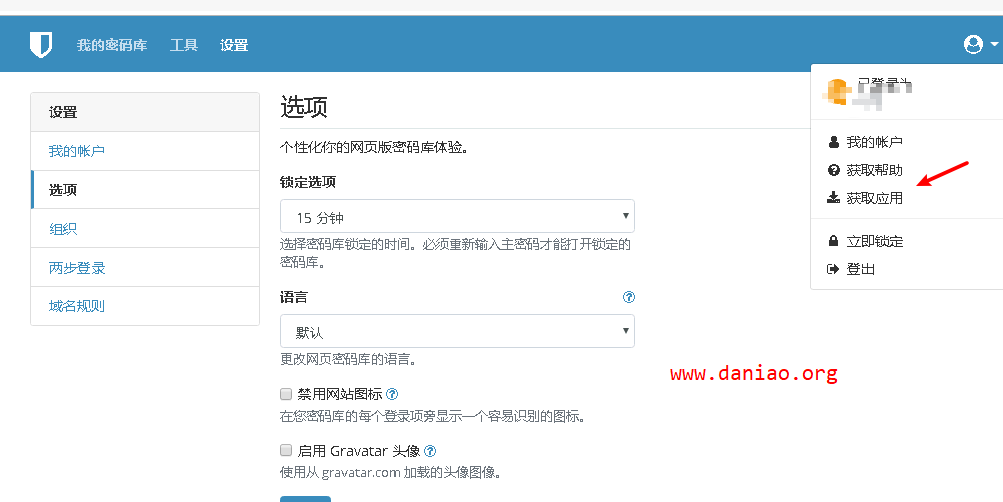 我的密码库 工具 设置
已登录为
设置
我的帐户
选项
组织
两步登录
域名规则
选项
个性化你的网页版密码库体验。
锁定选项
15 分钟
选择密码库锁定的时间。必须重新输入主密码才能打开锁定的
密码库。
语言
默认
更改网页密码库的语言。
禁用网站图标
在您密码库的每个登录项旁显示一个容易识别的图标。
启用 Gravatar 头像
使用从 gravatar.com 加载的头像图像。
我的帐户
获取帮助
获取应用
立即锁定
登出
www.daniao.org